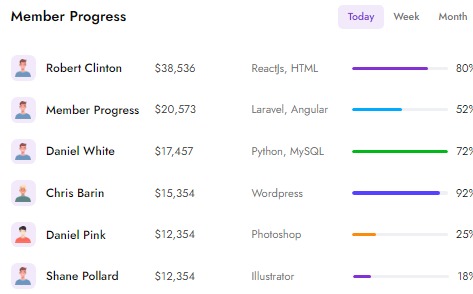 Member Progress Today Week Month
Robert Clinton $38,536 ReactJs, HTML 80%
Member Progress $20,573 Laravel, Angular 52%
Daniel White $17,457 Python, MySQL 72%
Chris Barin $15,354 Wordpress 92%
Daniel Pink $12,354 Photoshop 25%
Shane Pollard $12,354 Illustrator 18%